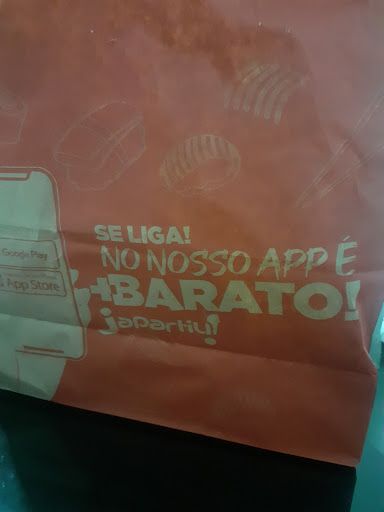 SE LIGA!
NO NOSSO APP É
+BARATO!
japartiu!
Google Play
App Store